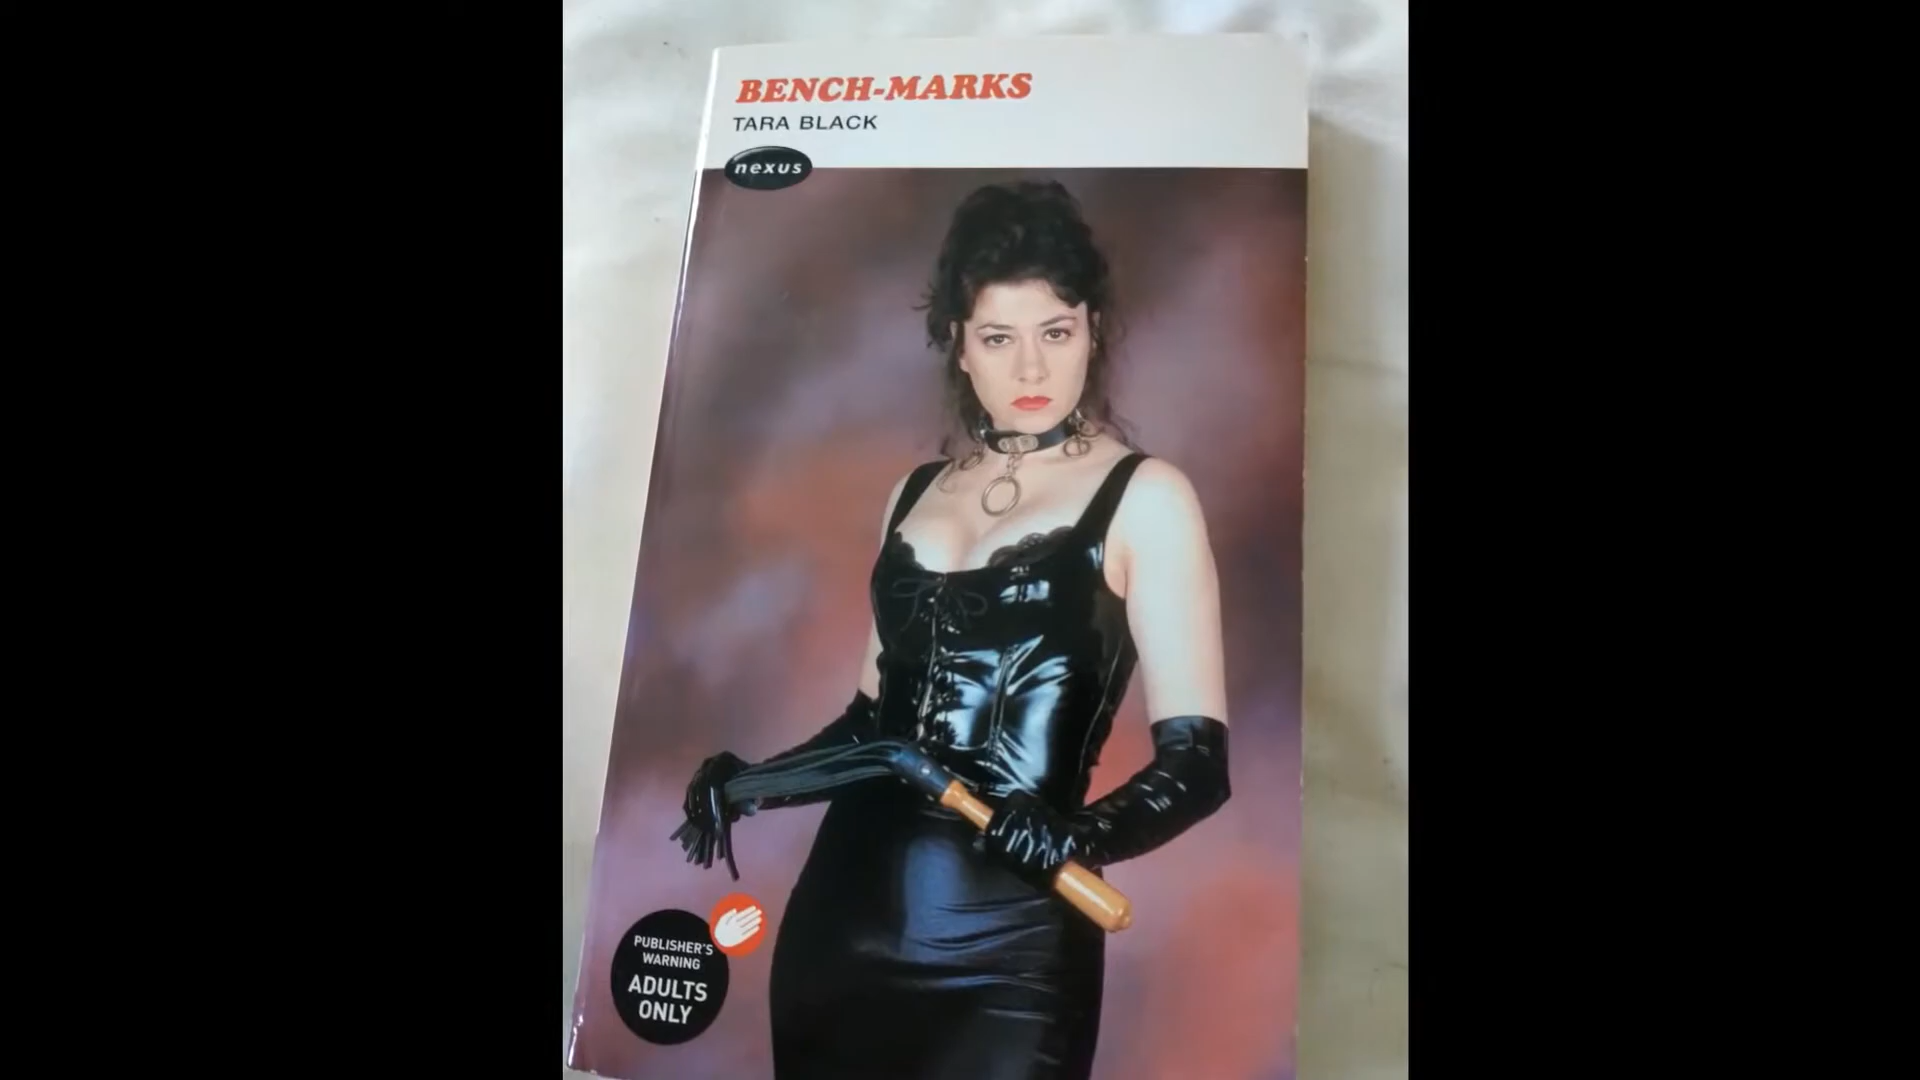 BENCH-MARKS
TARA BLACK
nexus
PUBLISHER'S
WARNING
ADULTS
ONLY